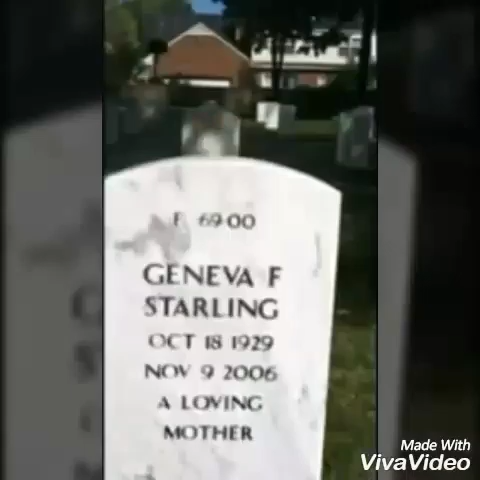 F 69-00
GENEVA F
STARLING
OCT 18 1929
NOV 9 2006
A LOVING
MOTHER
Made With
VivaVideo